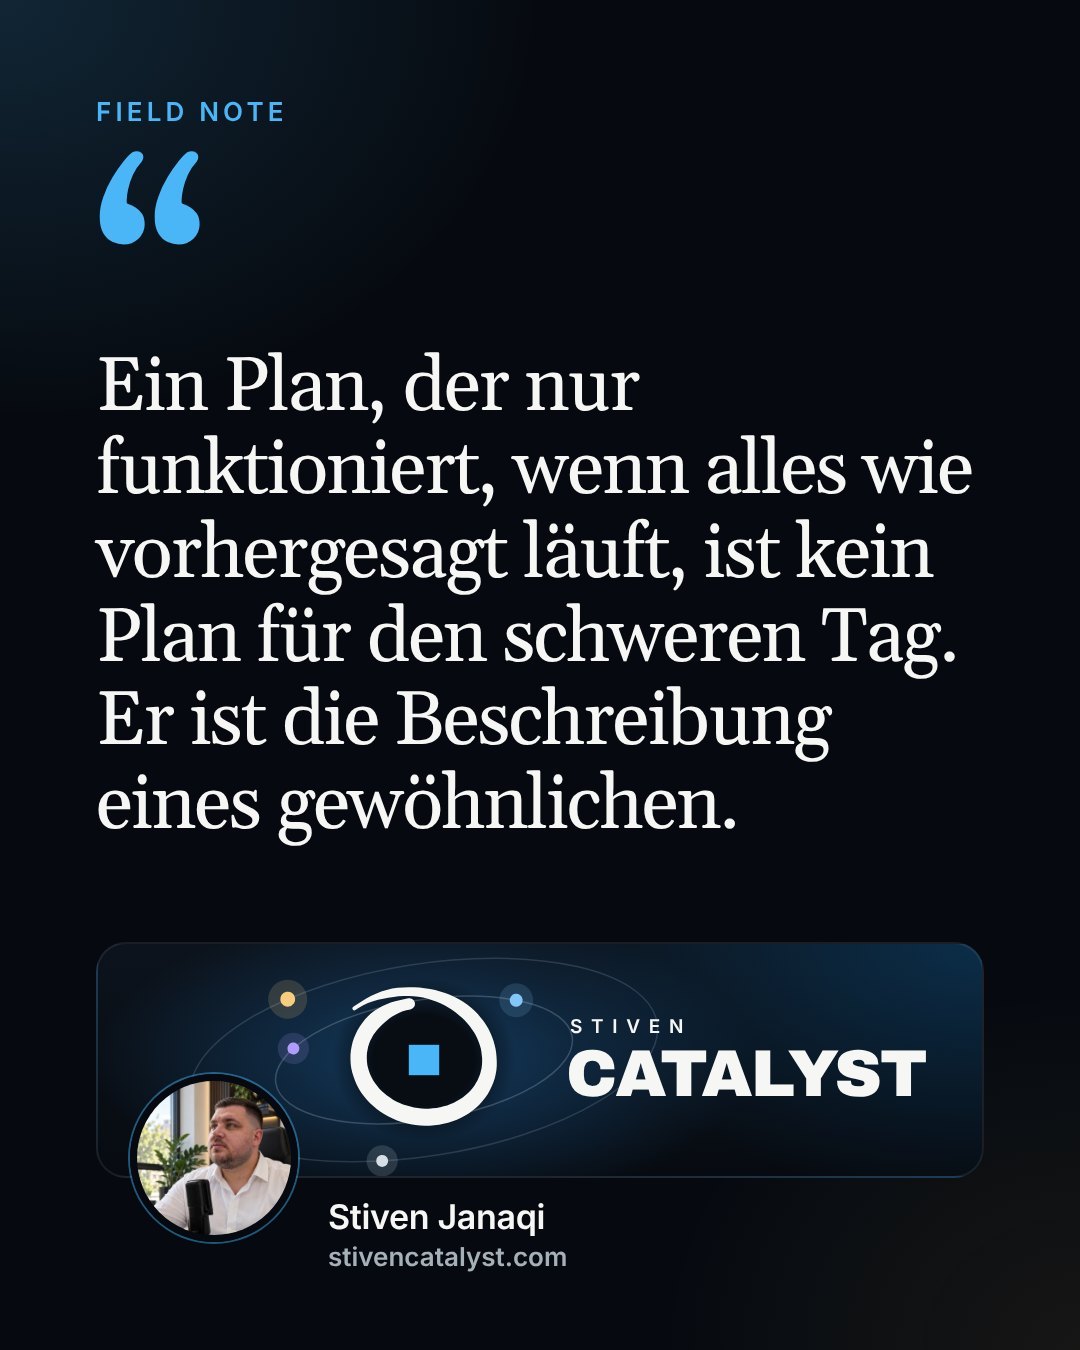 FIELD NOTE
“
Ein Plan, der nur
funktioniert, wenn alles wie
vorhergesagt läuft, ist kein
Plan für den schweren Tag.
Er ist die Beschreibung
eines gewöhnlichen.
STIVEN
CATALYST
Stiven Janaqi
stivencatalyst.com